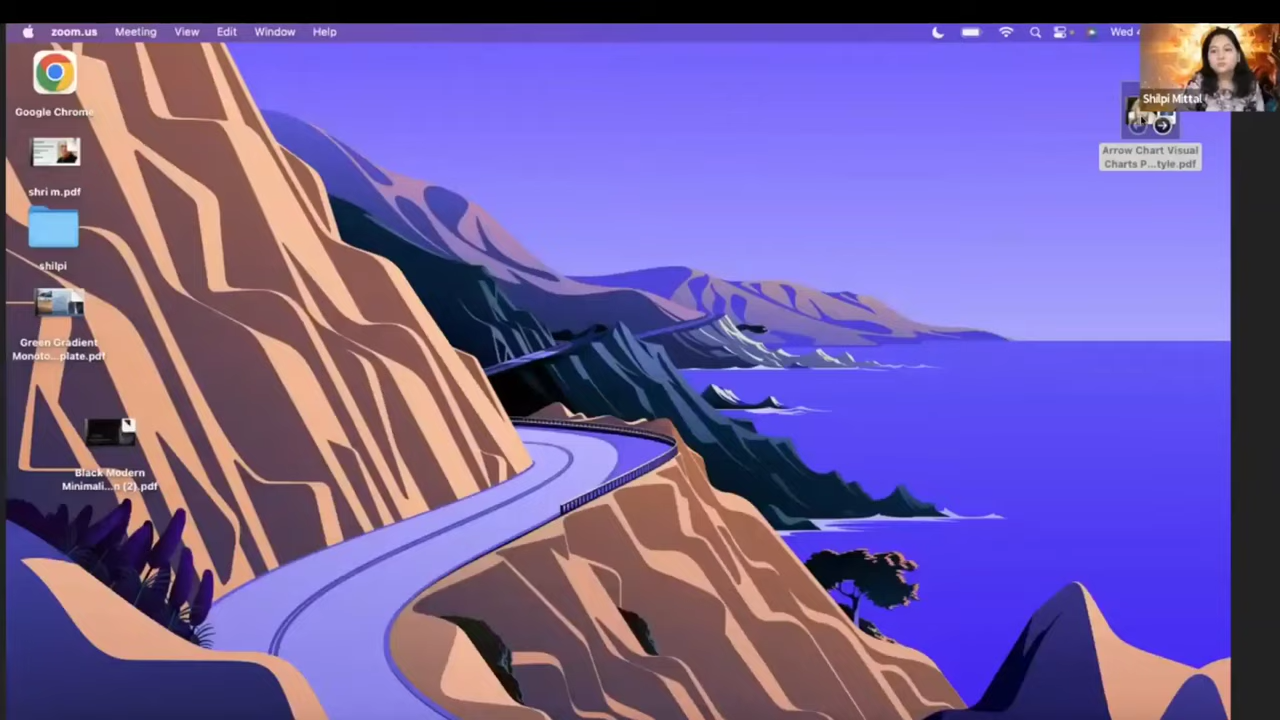 zoom.us Meeting View Edit Window Help
Wed 4
Shilpi Mittal
Google Chrome
Arrow Chart Visual
Charts P...tyle.pdf
shri m.pdf
shilpi
Green Gradient
Monoto...plate.pdf
Black Modern
Minimali...n (2).pdf